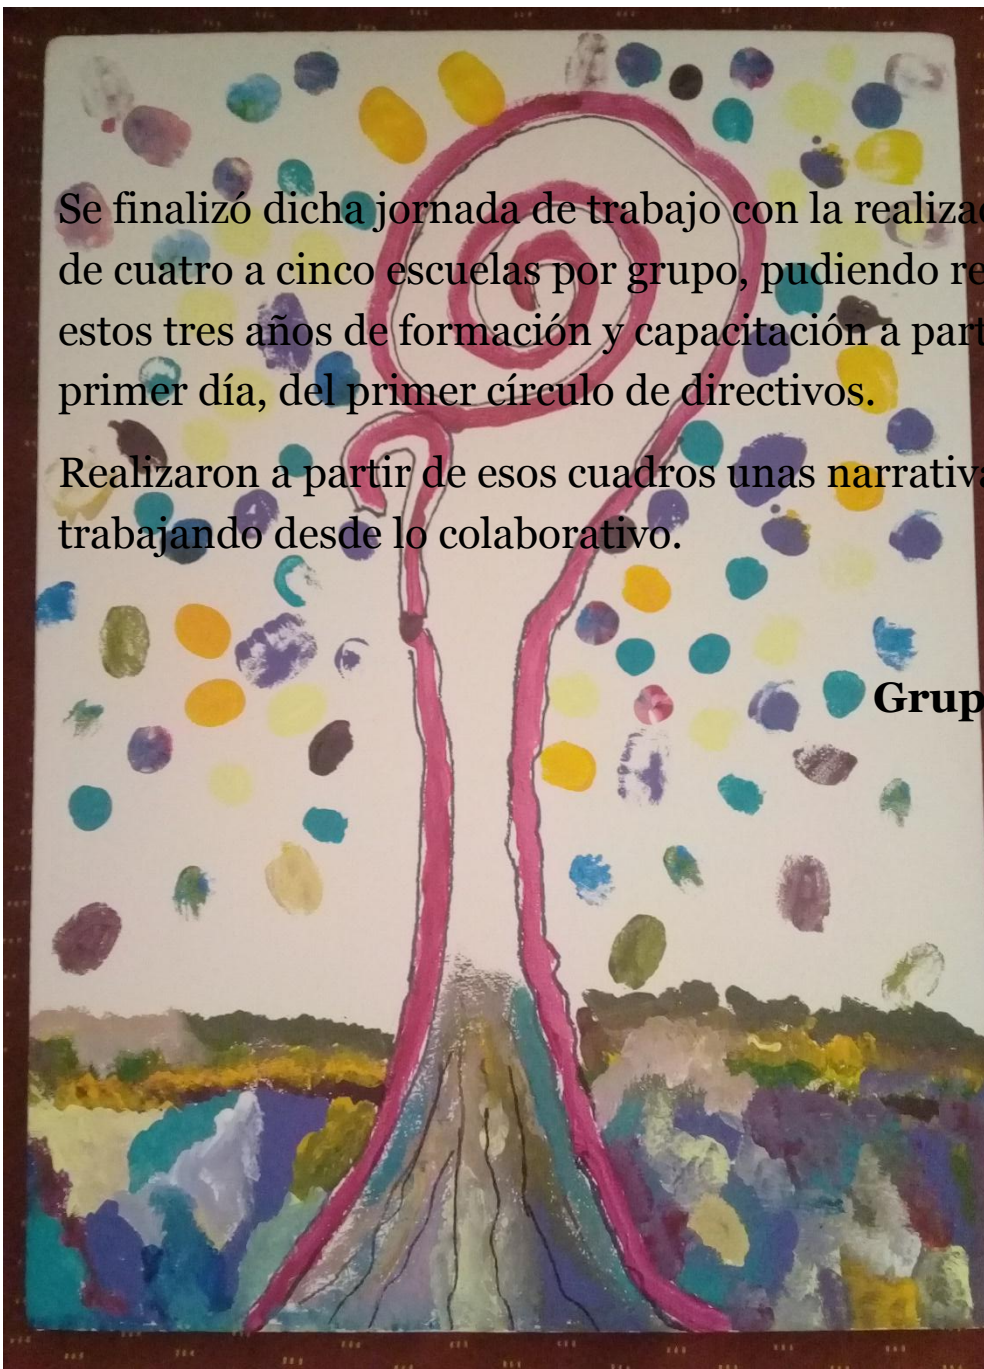 Se finalizó dicha jornada de trabajo con la realiza
de cuatro a cinco escuelas por grupo, pudiendo re
estos tres años de formación y capacitación a part
primer día, del primer círculo de directivos.
Realizaron a partir de esos cuadros unas narrativa
trabajando desde lo colaborativo.
Grup